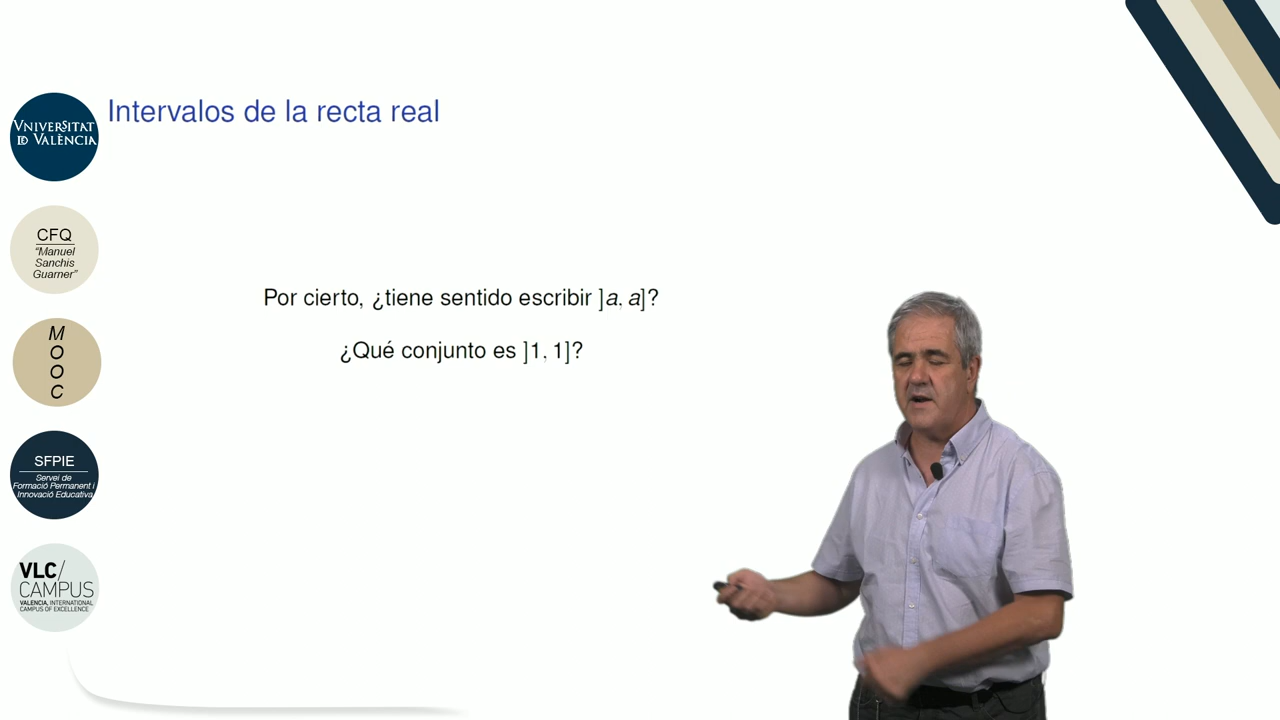 Intervalos de la recta real
VNIVERSITAT
ID VALÈNCIA
CFQ
“Manuel
Sanchis
Guarner”
M
O
O
C
SFPIE
Servei de
Formació Permanent i
Innovació Educativa
VLC/
CAMPUS
VALENCIA, INTERNATIONAL
CAMPUS OF EXCELLENCE
Por cierto, ¿tiene sentido escribir ]a, a]?
¿Qué conjunto es ]1, 1]?